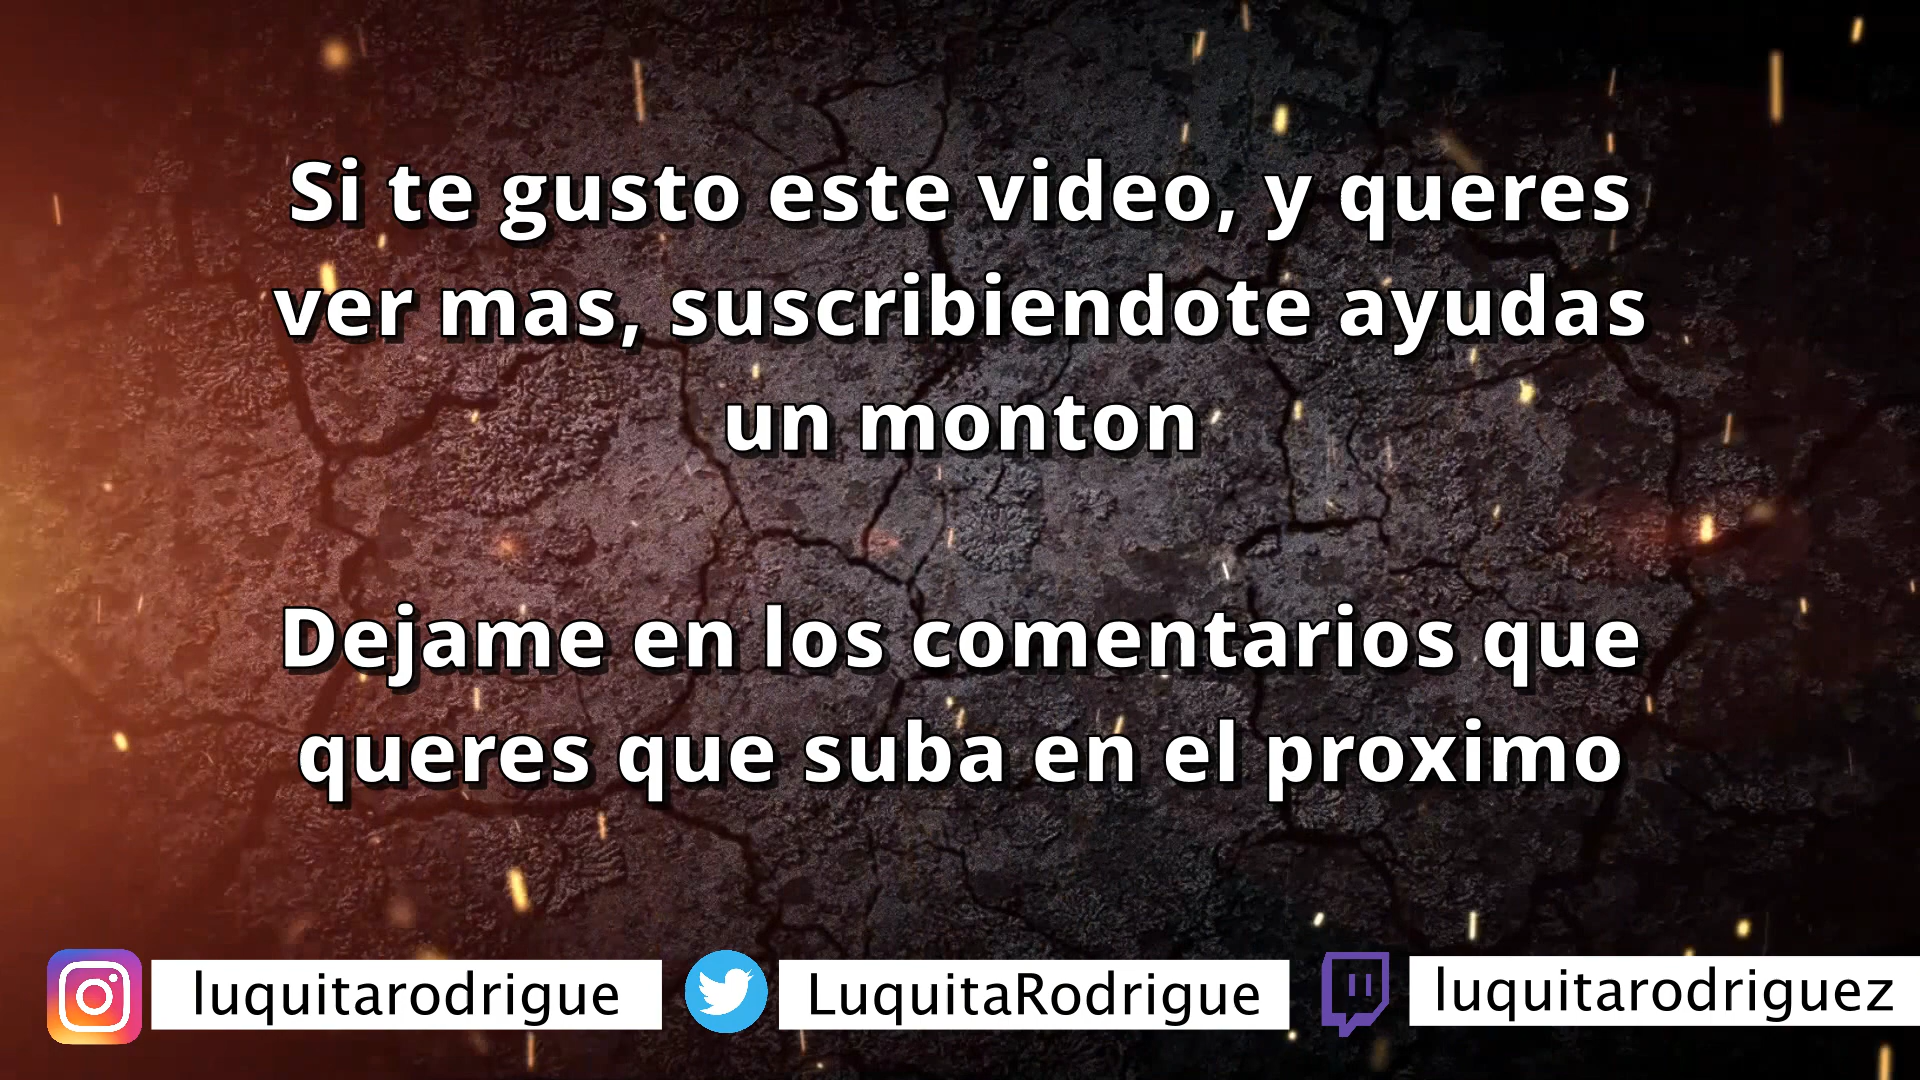 Si te gusto este video, y queres
ver mas, suscribiendote ayudas
un monton
Dejame en los comentarios que
queres que suba en el proximo
luquitarodrigue
LuquitaRodrigue
luquitarodriguez